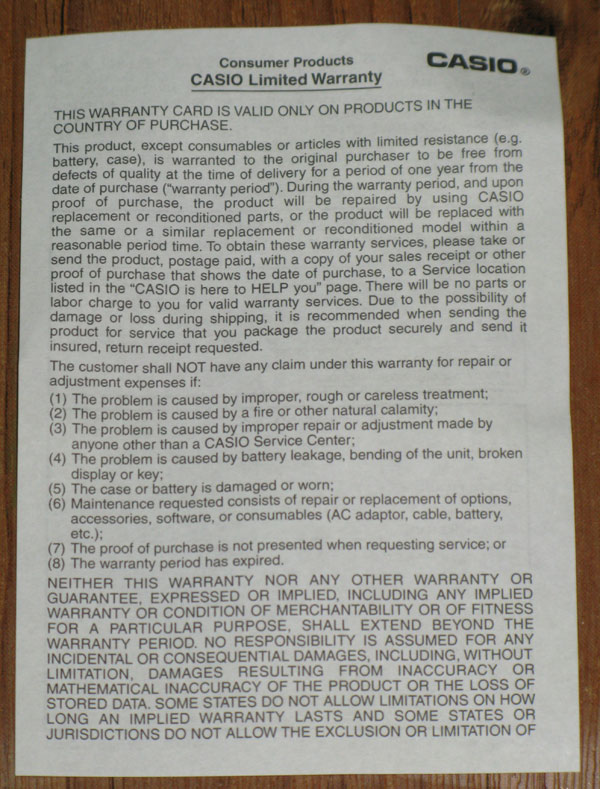 Consumer Products
CASIO®
CASIO Limited Warranty
THIS WARRANTY CARD IS VALID ONLY ON PRODUCTS IN THE
COUNTRY OF PURCHASE.
This product, except consumables or articles with limited resistance (e.g.
battery, case), is warranted to the original purchaser to be free from
defects of quality at the time of delivery for a period of one year from the
date of purchase ("warranty period"). During the warranty period, and upon
proof of purchase, the product will be repaired by using CASIO
replacement or reconditioned parts, or the product will be replaced with
the same or a similar replacement or reconditioned model within a
reasonable period time. To obtain these warranty services, please take or
send the product, postage paid, with a copy of your sales receipt or other
proof of purchase that shows the date of purchase, to a Service location
listed in the "CASIO is here to HELP you" page. There will be no parts or
labor charge to you for valid warranty services. Due to the possibility of
damage or loss during shipping, it is recommended when sending the
product for service that you package the product securely and send it
insured, return receipt requested.
The customer shall NOT have any claim under this warranty for repair or
adjustment expenses if:
(1) The problem is caused by improper, rough or careless treatment;
(2) The problem is caused by a fire or other natural calamity;
(3) The problem is caused by improper repair or adjustment made by
anyone other than a CASIO Service Center;
(4) The problem is caused by battery leakage, bending of the unit, broken
display or key;
(5) The case or battery is damaged or worn;
(6) Maintenance requested consists of repair or replacement of options,
accessories, software, or consumables (AC adaptor, cable, battery,
etc.);
(7) The proof of purchase is not presented when requesting service; or
(8) The warranty period has expired.
NEITHER THIS WARRANTY NOR ANY OTHER WARRANTY OR
GUARANTEE, EXPRESSED OR IMPLIED, INCLUDING ANY IMPLIED
WARRANTY OR CONDITION OF MERCHANTABILITY OR OF FITNESS
FOR A PARTICULAR PURPOSE, SHALL EXTEND BEYOND THE
WARRANTY PERIOD. NO RESPONSIBILITY IS ASSUMED FOR ANY
INCIDENTAL OR CONSEQUENTIAL DAMAGES, INCLUDING, WITHOUT
LIMITATION, DAMAGES RESULTING FROM INACCURACY OR
MATHEMATICAL INACCURACY OF THE PRODUCT OR THE LOSS OF
STORED DATA. SOME STATES DO NOT ALLOW LIMITATIONS ON HOW
LONG AN IMPLIED WARRANTY LASTS AND SOME STATES OR
JURISDICTIONS DO NOT ALLOW THE EXCLUSION OR LIMITATION OF